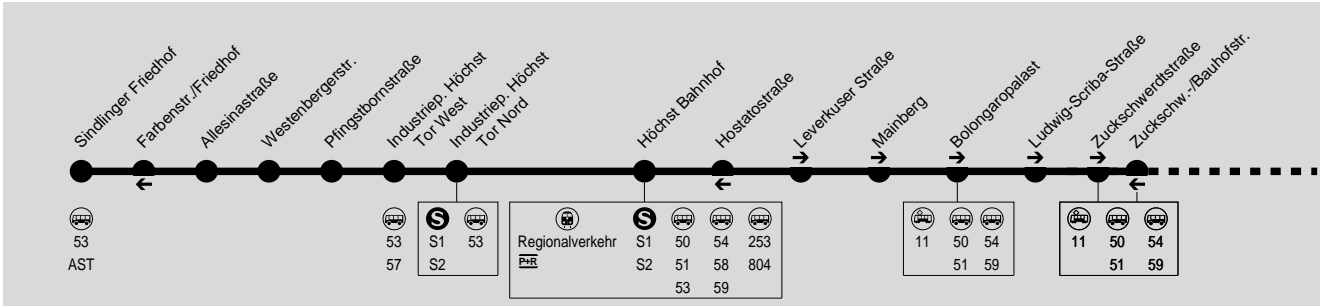 Sindlinger Friedhof
Farbenstr./Friedhof
Allesinastraße
Westenbergerstr.
Pfingstbornstraße
Industriep. Höchst
Tor West
Industriep. Höchst
Tor Nord
Höchst Bahnhof
Hostatostraße
Leverkuser Straße
Mainberg
Bolongaropalast
Ludwig-Scriba-Straße
Zuckschwerdtstraße
Zuckschw.-/Bauhofstr.
53
AST
53
57
S
S1 53
S2
S
Regionalverkehr S1 50 54 253
P+R S2 51 58 804
53 59
11 50 54
51 59
11 50 54
51 59